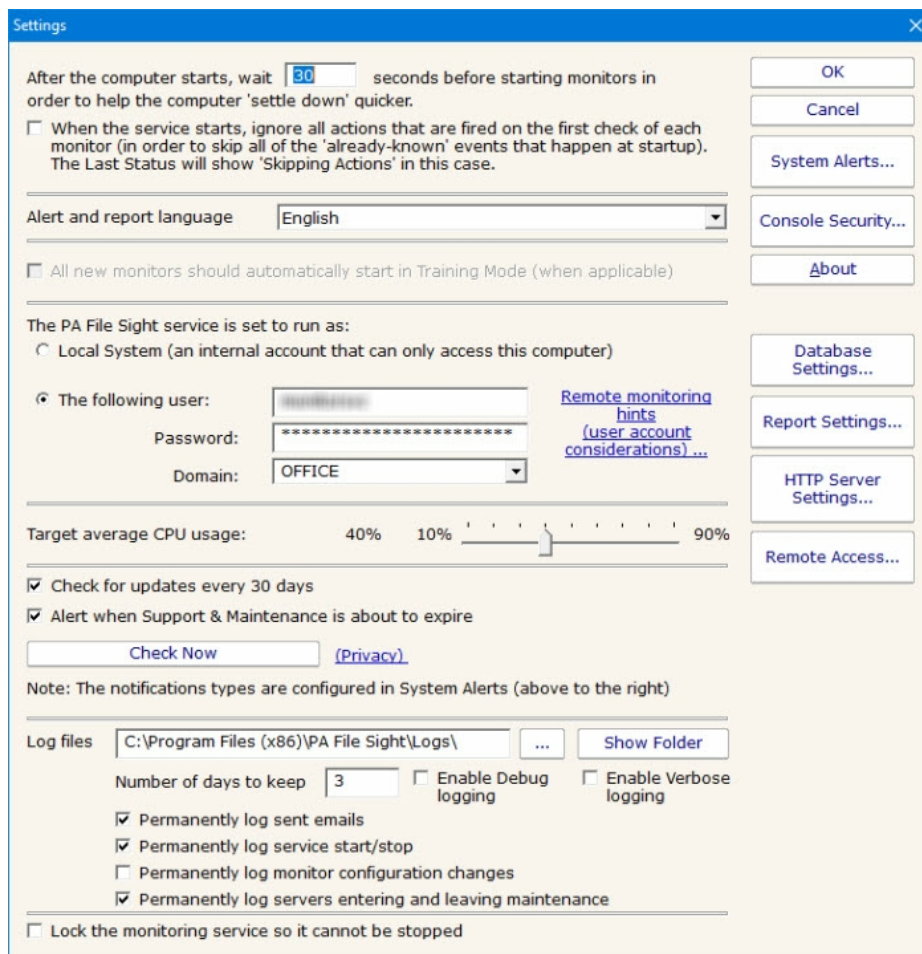 Settings
After the computer starts, wait 30 seconds before starting monitors in
order to help the computer 'settle down' quicker.
When the service starts, ignore all actions that are fired on the first check of each
monitor (in order to skip all of the 'already-known' events that happen at startup).
The Last Status will show 'Skipping Actions' in this case.
Alert and report language English
All new monitors should automatically start in Training Mode (when applicable)
The PA File Sight service is set to run as:
Local System (an internal account that can only access this computer)
The following user:
Password: ***********************
Domain: OFFICE
Remote monitoring
hints
(user account
considerations) ...
Target average CPU usage: 40% 10% 90%
Check for updates every 30 days
Alert when Support & Maintenance is about to expire
Check Now (Privacy)
Note: The notifications types are configured in System Alerts (above to the right)
Log files C:\Program Files (x86)\PA File Sight\Logs\ ... Show Folder
Number of days to keep 3
Enable Debug
logging
Enable Verbose
logging
Permanently log sent emails
Permanently log service start/stop
Permanently log monitor configuration changes
Permanently log servers entering and leaving maintenance
Lock the monitoring service so it cannot be stopped
OK
Cancel
System Alerts...
Console Security...
About
Database
Settings...
Report Settings...
HTTP Server
Settings...
Remote Access...